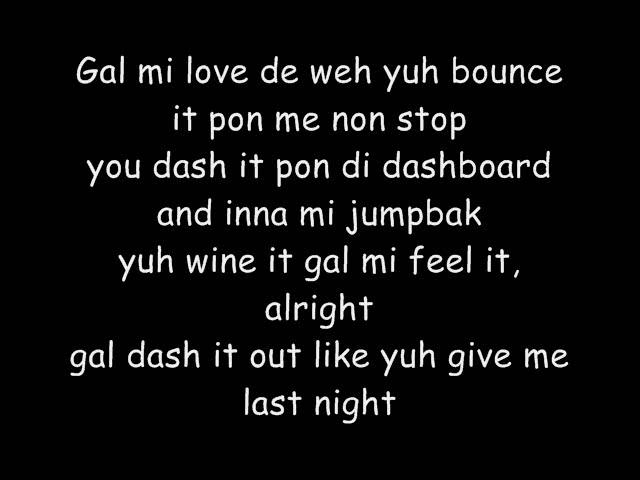 Gal mi love de weh yuh bounce
it pon me non stop
you dash it pon di dashboard
and inna mi jumpbak
yuh wine it gal mi feel it,
alright
gal dash it out like yuh give me
last night